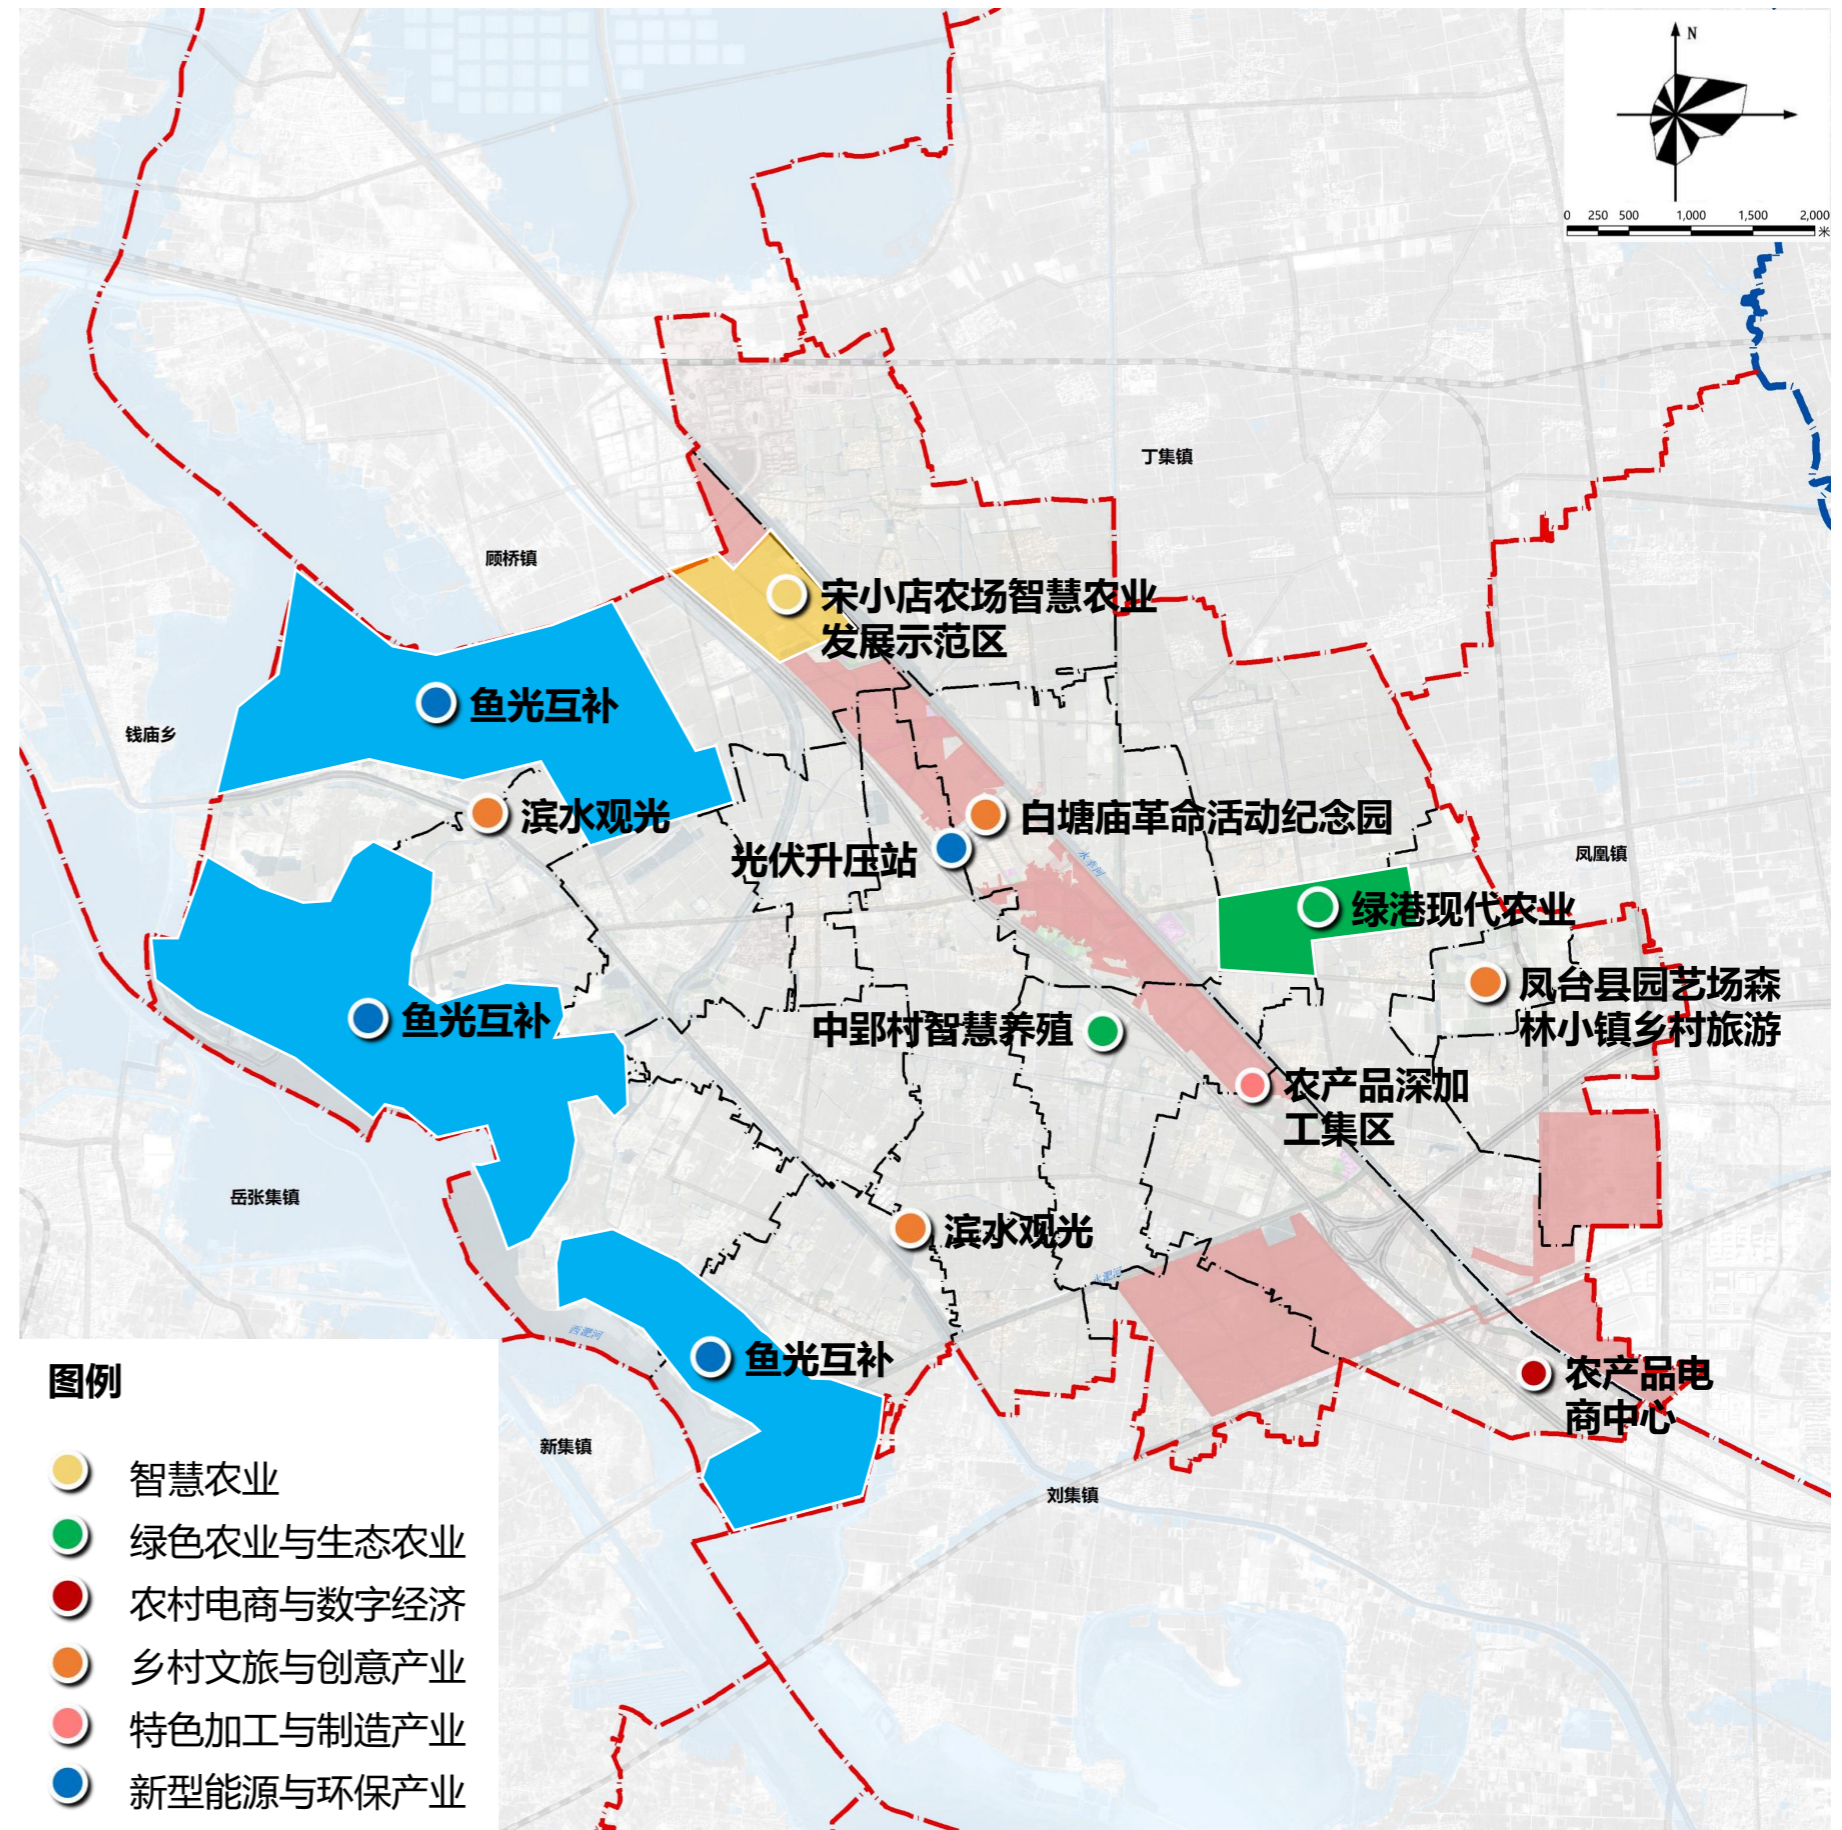 N
0 250 500 1,000 1,500 2,000
米
丁集镇
顾桥镇
宋小店农场智慧农业
发展示范区
鱼光互补
钱庙乡
滨水观光
白塘庙革命活动纪念园
光伏升压站
永幸河
凤凰镇
绿港现代农业
凤台县园艺场森
林小镇乡村旅游
鱼光互补
中郢村智慧养殖
农产品深加
工集区
岳张集镇
滨水观光
永肥河
西肥河
鱼光互补
农产品电
商中心
新集镇
刘集镇
图例
智慧农业
绿色农业与生态农业
农村电商与数字经济
乡村文旅与创意产业
特色加工与制造产业
新型能源与环保产业